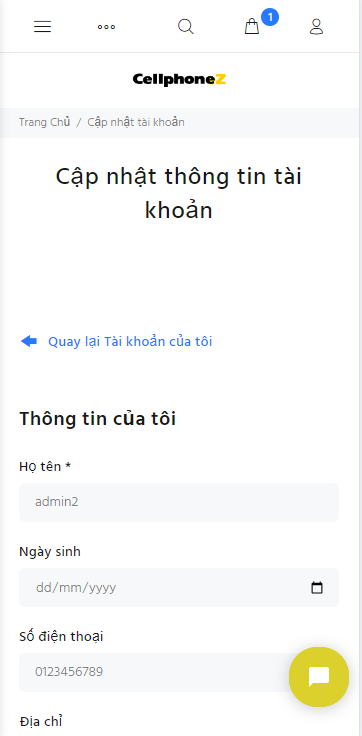 1
CellphoneZ
Trang Chủ / Cập nhật tài khoản
Cập nhật thông tin tài
khoản
Quay lại Tài khoản của tôi
Thông tin của tôi
Họ tên *
admin2
Ngày sinh
dd/mm/yyyy
Số điện thoại
0123456789
Địa chỉ